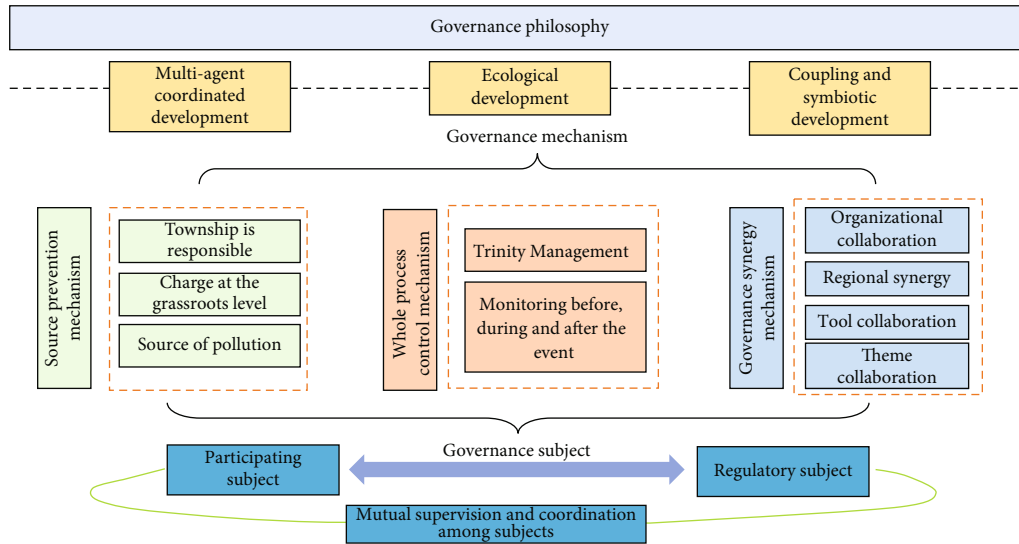 Governance philosophy
Multi-agent
coordinated
development
Ecological
development
Coupling and
symbiotic
development
Governance mechanism
Source prevention
mechanism
Township is
responsible
Charge at the
grassroots level
Source of pollution
Whole process
control mechanism
Trinity Management
Monitoring before,
during and after the
event
Governance synergy
mechanism
Organizational
collaboration
Regional synergy
Tool collaboration
Theme
collaboration
Governance subject
Participating
subject
Regulatory subject
Mutual supervision and coordination
among subjects